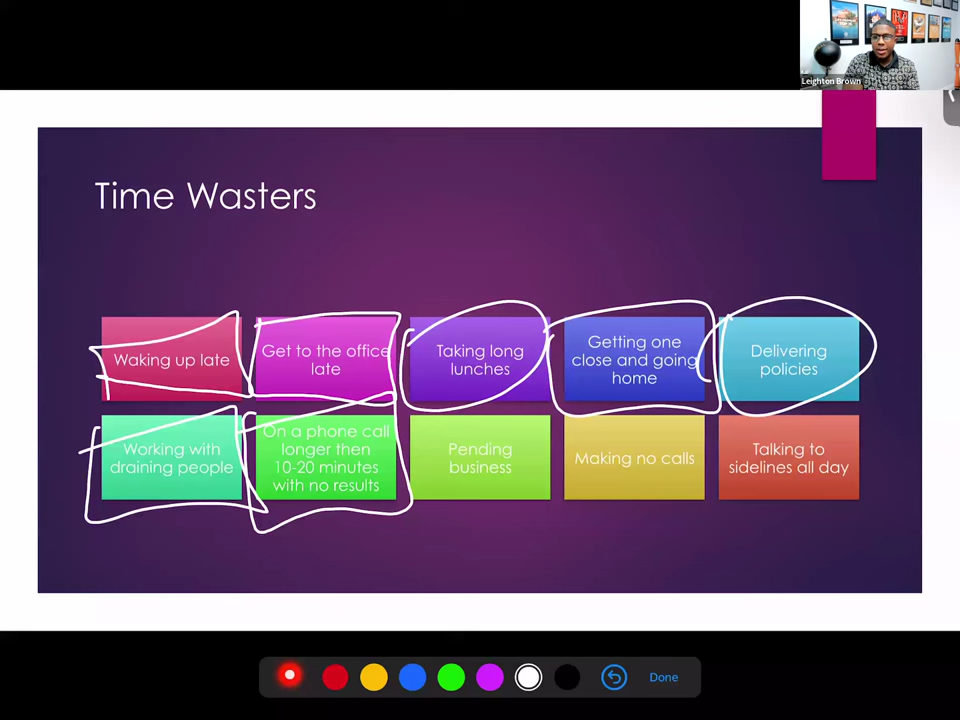 Leighton Brown
Time Wasters
Waking up late
Get to the office
late
Taking long
lunches
Getting one
close and going
home
Delivering
policies
Working with
draining people
On a phone call
longer then
10-20 minutes
with no results
Pending
business
Making no calls
Talking to
sidelines all day
Done